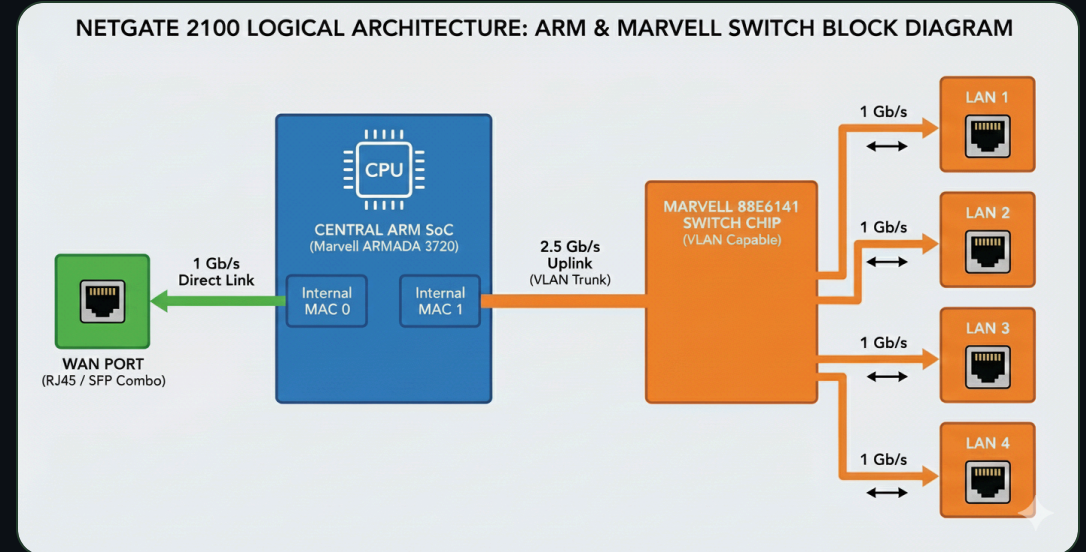 NETGATE 2100 LOGICAL ARCHITECTURE: ARM & MARVELL SWITCH BLOCK DIAGRAM
CPU
CENTRAL ARM SoC
(Marvell ARMADA 3720)
Internal
MAC 0
Internal
MAC 1
1 Gb/s
Direct Link
WAN PORT
(RJ45 / SFP Combo)
2.5 Gb/s
Uplink
(VLAN Trunk)
MARVELL 88E6141
SWITCH CHIP
(VLAN Capable)
1 Gb/s
LAN 1
1 Gb/s
LAN 2
1 Gb/s
LAN 3
1 Gb/s
LAN 4